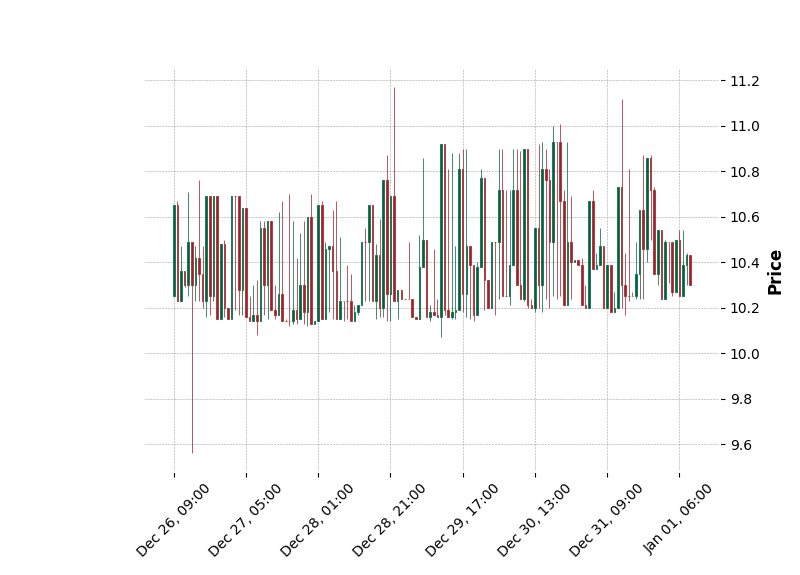 11.2
11.0
10.8
10.6
10.4
10.2
10.0
9.8
9.6
Price
Dec 26, 09:00
Dec 27, 05:00
Dec 28, 01:00
Dec 28, 21:00
Dec 29, 17:00
Dec 30, 13:00
Dec 31, 09:00
Jan 01, 06:00